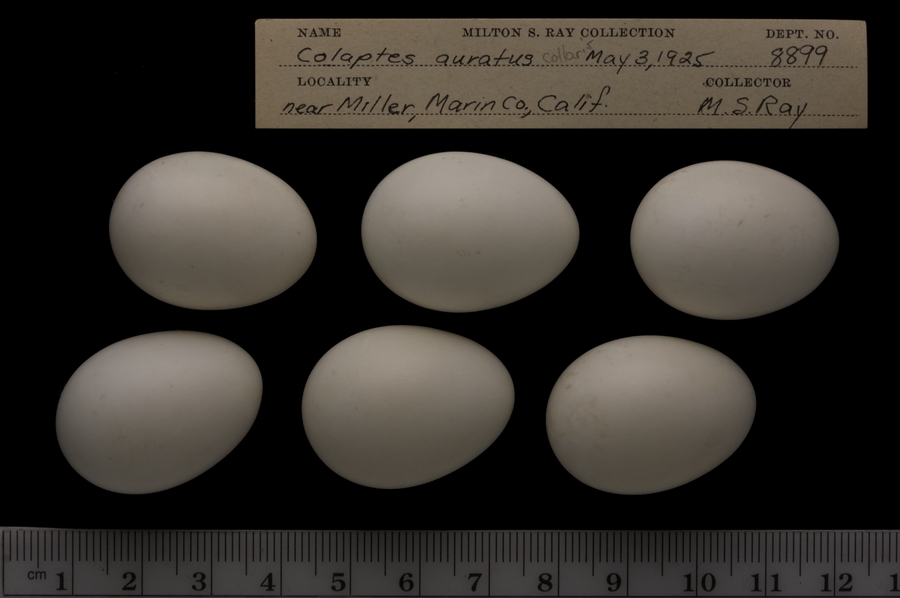 NAME MILTON S. RAY COLLECTION DEPT. NO.
Colaptes auratus collaris May 3, 1925 8899
LOCALITY COLLECTOR
near Miller, Marin Co., Calif. M. S. Ray
cm 1 2 3 4 5 6 7 8 9 10 11 12 1